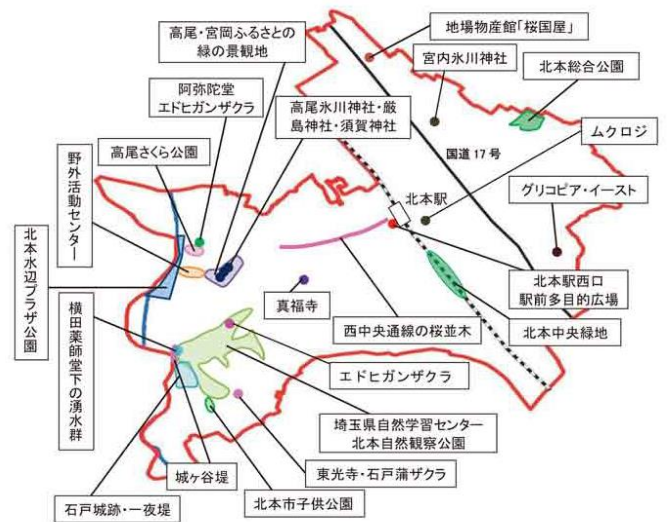 高尾・宮岡ふるさとの
緑の景観地
地場物産館「桜国屋」
宮内氷川神社
北本総合公園
阿弥陀堂
エドヒガンザクラ
高尾氷川神社・厳
島神社・須賀神社
ムクロジ
高尾さくら公園
国道17号
野外活動センター
北本駅
グリコピア・イースト
北本水辺プラザ公園
真福寺
北本駅西口
駅前多目的広場
西中央通線の桜並木
北本中央緑地
横田薬師堂下の湧水群
エドヒガンザクラ
埼玉県自然学習センター
北本自然観察公園
城ヶ谷堤
東光寺・石戸蒲ザクラ
石戸城跡・一夜堤
北本市子供公園